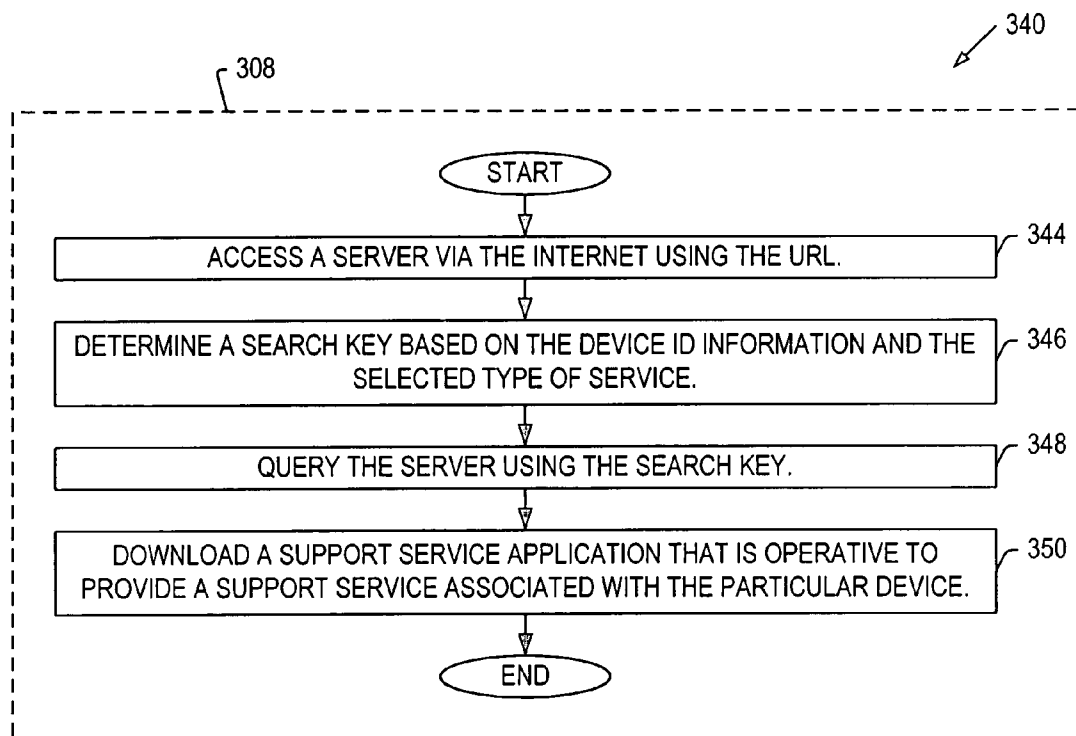 340
308
START
ACCESS A SERVER VIA THE INTERNET USING THE URL.
344
DETERMINE A SEARCH KEY BASED ON THE DEVICE ID INFORMATION AND THE
SELECTED TYPE OF SERVICE.
346
QUERY THE SERVER USING THE SEARCH KEY.
348
DOWNLOAD A SUPPORT SERVICE APPLICATION THAT IS OPERATIVE TO
PROVIDE A SUPPORT SERVICE ASSOCIATED WITH THE PARTICULAR DEVICE.
350
END